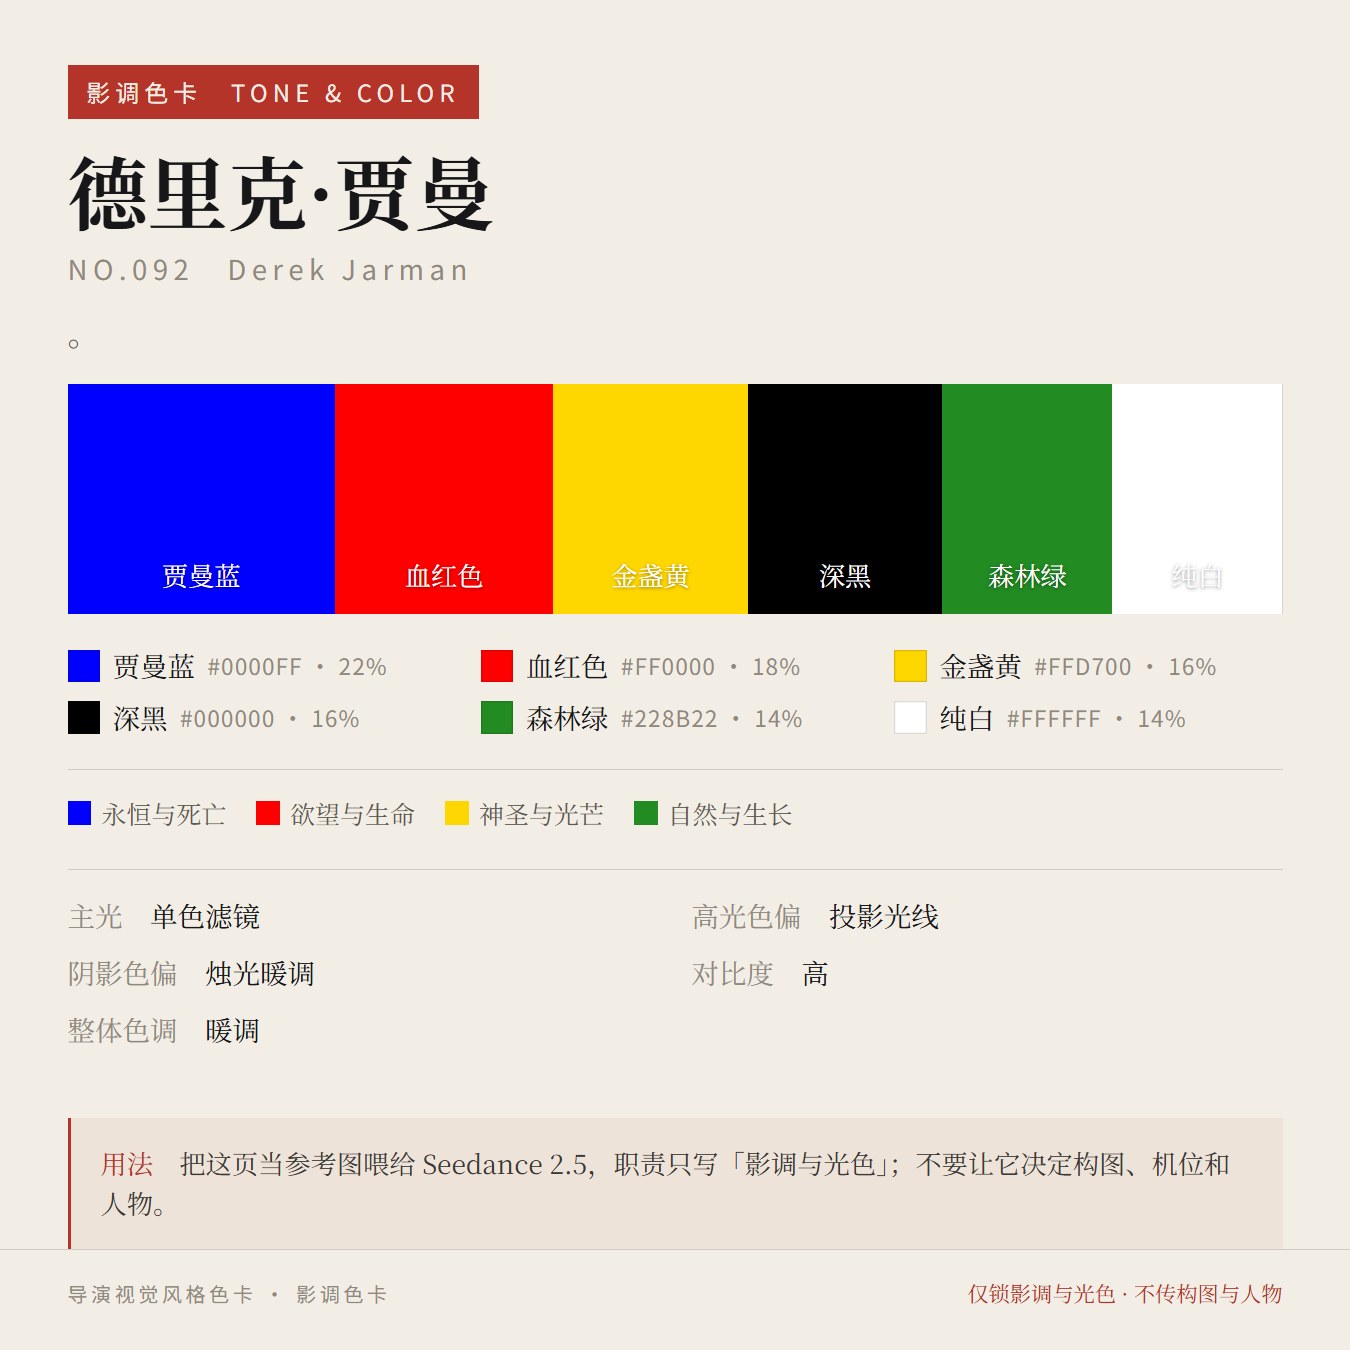 影调色卡 TONE & COLOR
德里克·贾曼
NO.092 Derek Jarman
。
贾曼蓝 血红色 金盏黄 深黑 森林绿 纯白
贾曼蓝 #0000FF · 22% 血红色 #FF0000 · 18% 金盏黄 #FFD700 · 16%
深黑 #000000 · 16% 森林绿 #228B22 · 14% 纯白 #FFFFFF · 14%
永恒与死亡 欲望与生命 神圣与光芒 自然与生长
主光 单色滤镜 高光色偏 投影光线
阴影色偏 烛光暖调 对比度 高
整体色调 暖调
用法 把这页当参考图喂给 Seedance 2.5，职责只写「影调与光色」；不要让它决定构图、机位和
人物。
导演视觉风格色卡 · 影调色卡 仅锁影调与光色 · 不传构图与人物